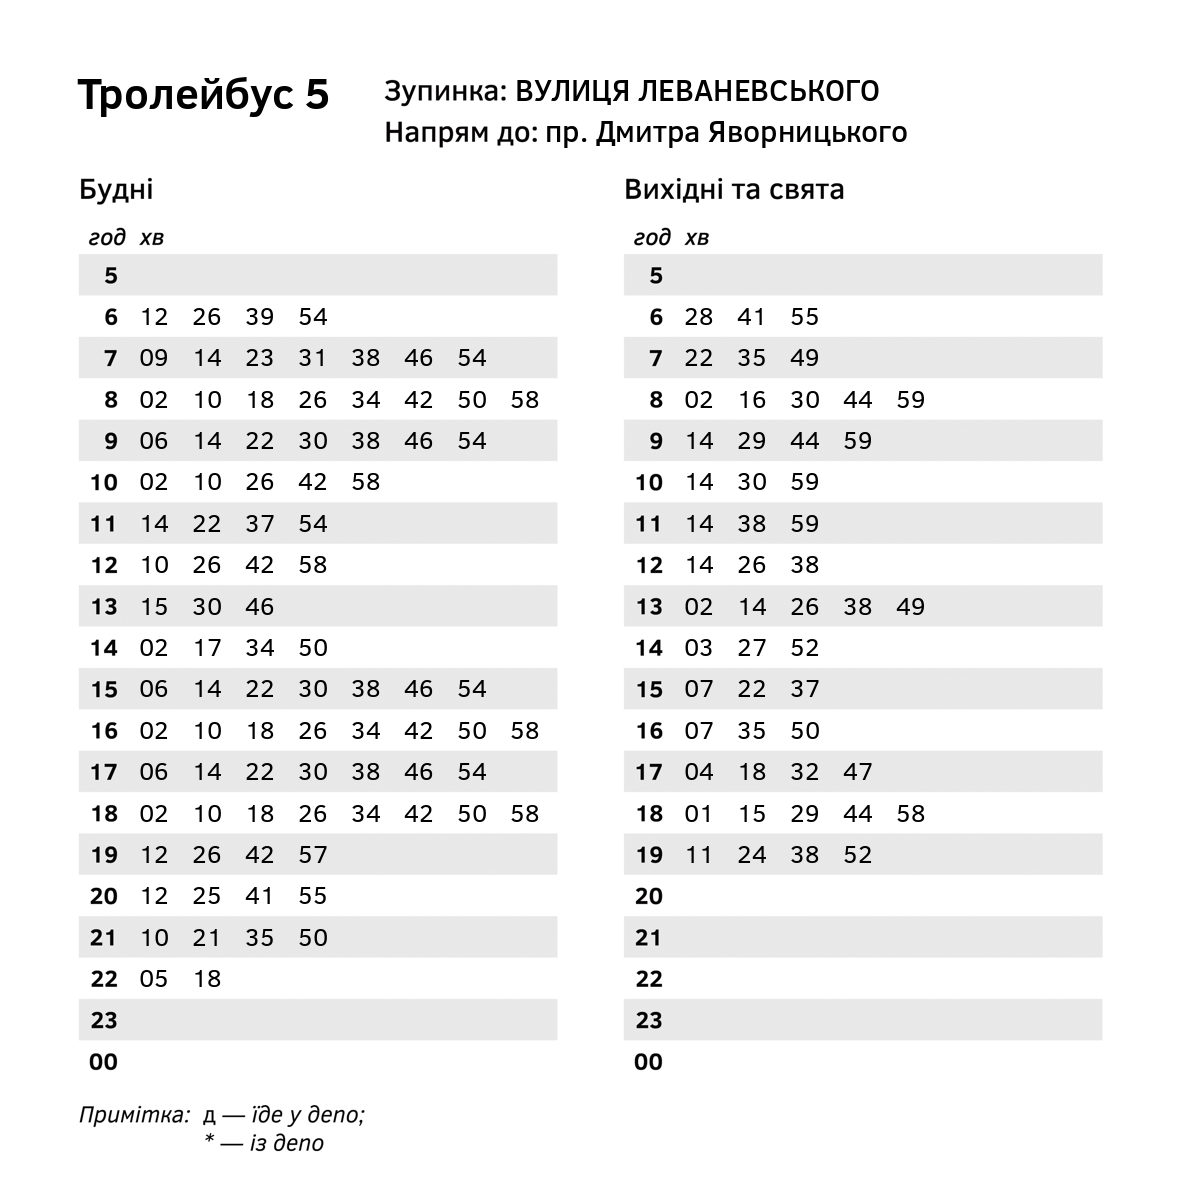 Тролейбус 5
Зупинка: ВУЛИЦЯ ЛЕВАНЕВСЬКОГО
Напрям до: пр. Дмитра Яворницького
Будні
год хв
5
6 12 26 39 54
7 09 14 23 31 38 46 54
8 02 10 18 26 34 42 50 58
9 06 14 22 30 38 46 54
10 02 10 26 42 58
11 14 22 37 54
12 10 26 42 58
13 15 30 46
14 02 17 34 50
15 06 14 22 30 38 46 54
16 02 10 18 26 34 42 50 58
17 06 14 22 30 38 46 54
18 02 10 18 26 34 42 50 58
19 12 26 42 57
20 12 25 41 55
21 10 21 35 50
22 05 18
23
00
Вихідні та свята
год хв
5
6 28 41 55
7 22 35 49
8 02 16 30 44 59
9 14 29 44 59
10 14 30 59
11 14 38 59
12 14 26 38
13 02 14 26 38 49
14 03 27 52
15 07 22 37
16 07 35 50
17 04 18 32 47
18 01 15 29 44 58
19 11 24 38 52
20
21
22
23
00
Примітка: д — їде у депо;
* — із депо